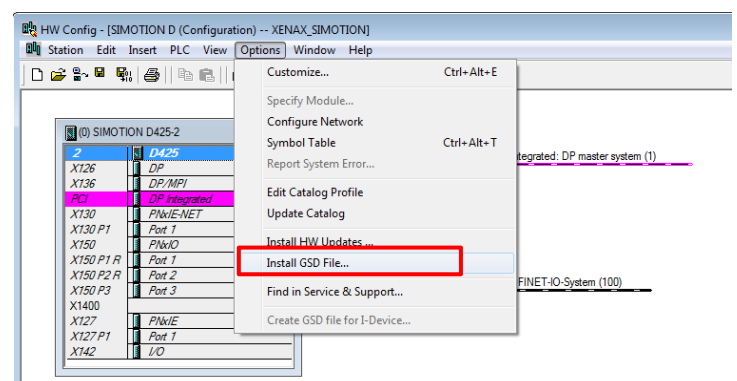 HW Config - [SIMOTION D (Configuration) -- XENAX_SIMOTION]
Station Edit Insert PLC View Options Window Help
Customize... Ctrl+Alt+E
Specify Module...
Configure Network
Symbol Table Ctrl+Alt+T
Report System Error...
Edit Catalog Profile
Update Catalog
Install HW Updates ...
Install GSD File...
Find in Service & Support...
Create GSD file for I-Device...
(0) SIMOTION D425-2
2 D425
X126 DP
X136 DP/MPI
PCI DP Integrated
X130 PNxIE-NET
X130 P1 Port 1
X150 PNxIO
X150 P1 R Port 1
X150 P2 R Port 2
X150 P3 Port 3
X1400
X127 PNxIE
X127 P1 Port 1
X142 I/O
tegrated: DP master system (1)
FINET-IO-System (100)